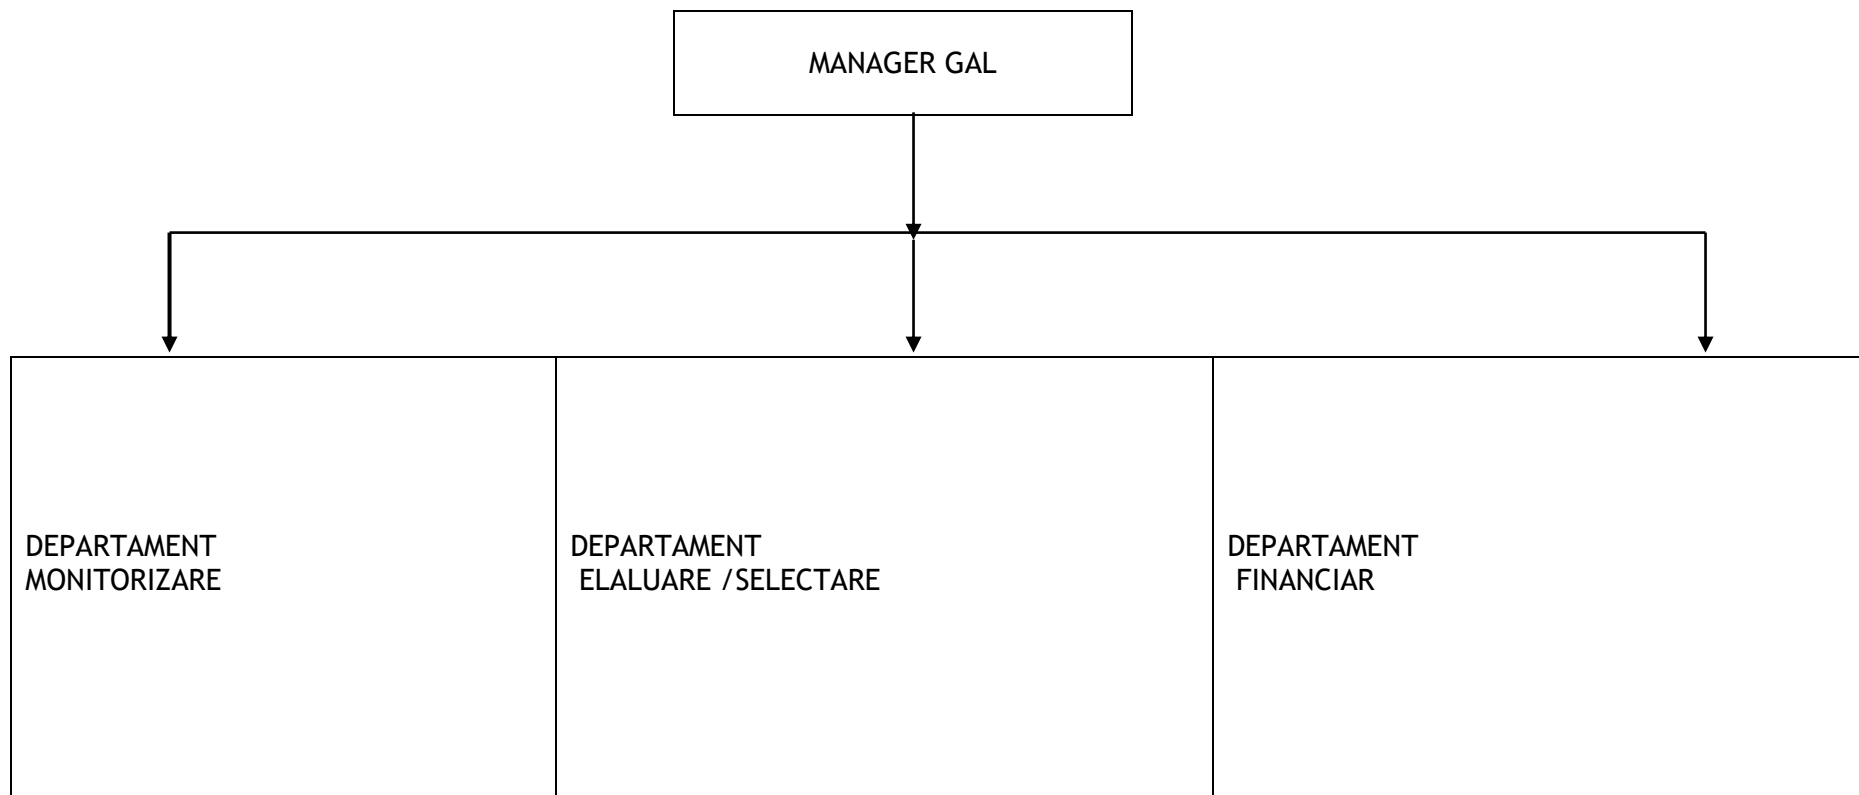 MANAGER GAL
DEPARTAMENT
MONITORIZARE
DEPARTAMENT
ELALUARE /SELECTARE
DEPARTAMENT
FINANCIAR